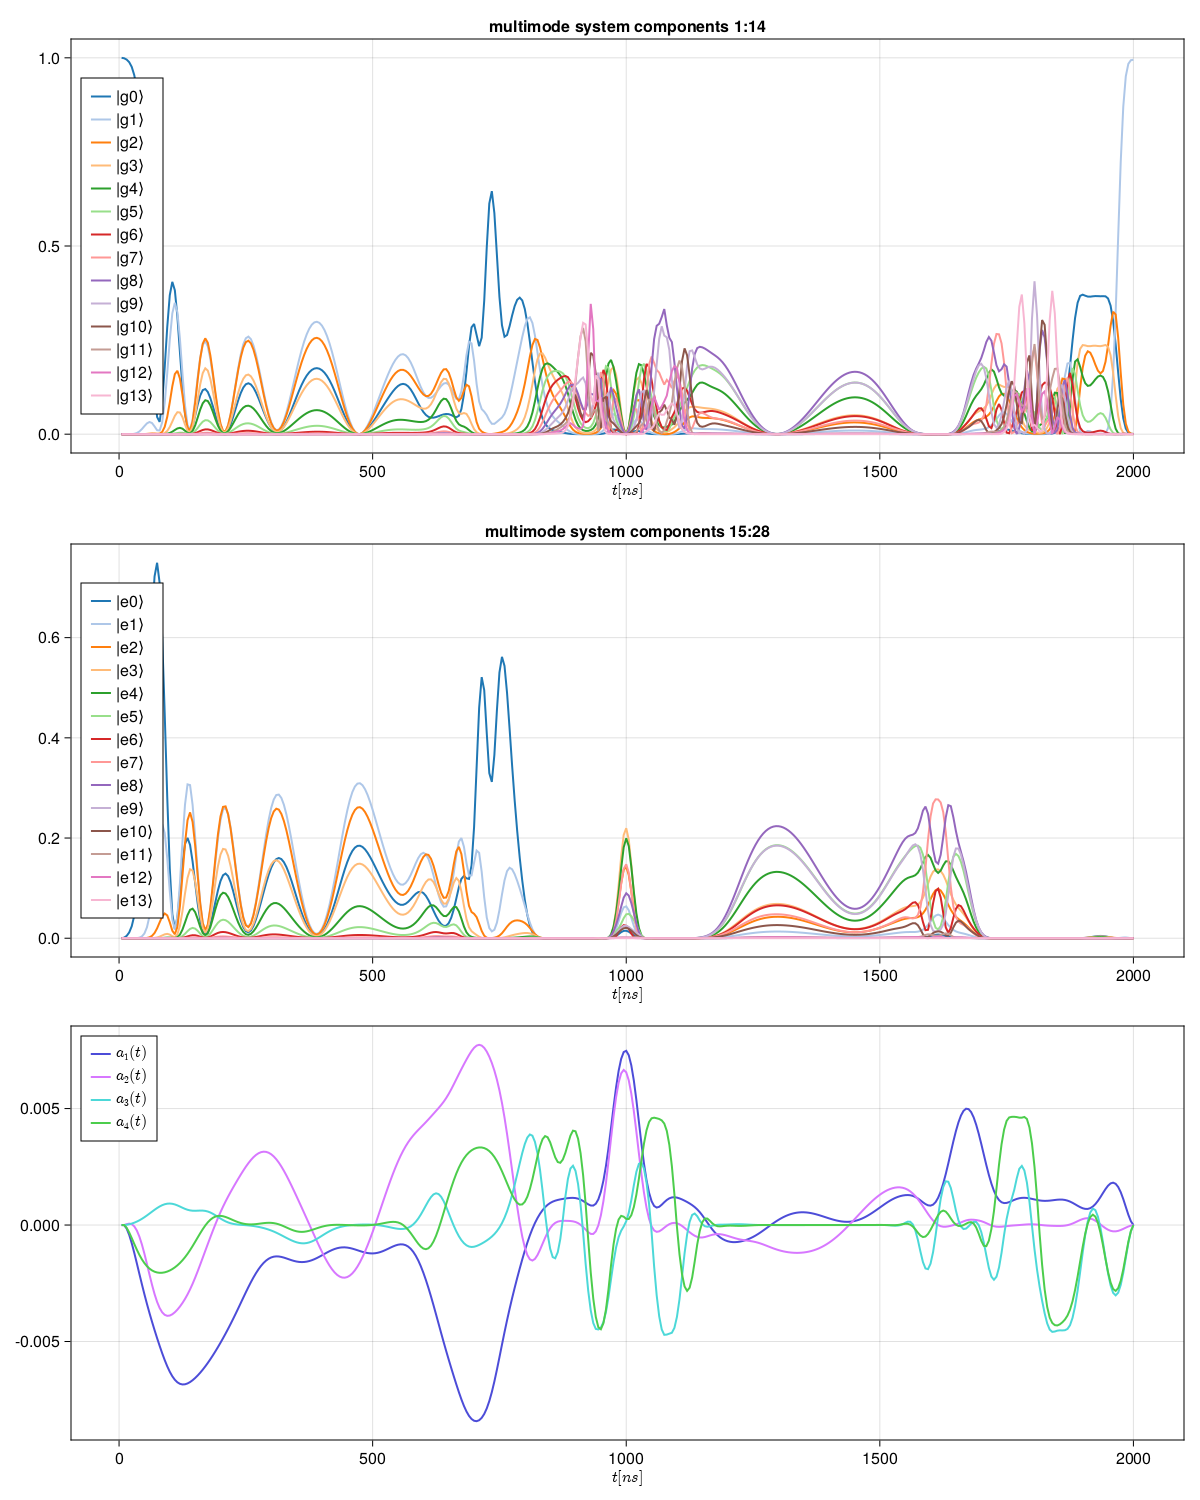 multimode system components 1:14
1.0
0.5
0.0
|g0⟩
|g1⟩
|g2⟩
|g3⟩
|g4⟩
|g5⟩
|g6⟩
|g7⟩
|g8⟩
|g9⟩
|g10⟩
|g11⟩
|g12⟩
|g13⟩
0 500 1000 1500 2000
t[ns]
multimode system components 15:28
0.6
0.4
0.2
0.0
|e0⟩
|e1⟩
|e2⟩
|e3⟩
|e4⟩
|e5⟩
|e6⟩
|e7⟩
|e8⟩
|e9⟩
|e10⟩
|e11⟩
|e12⟩
|e13⟩
0 500 1000 1500 2000
t[ns]
0.005
0.000
-0.005
a₁(t)
a₂(t)
a₃(t)
a₄(t)
0 500 1000 1500 2000
t[ns]